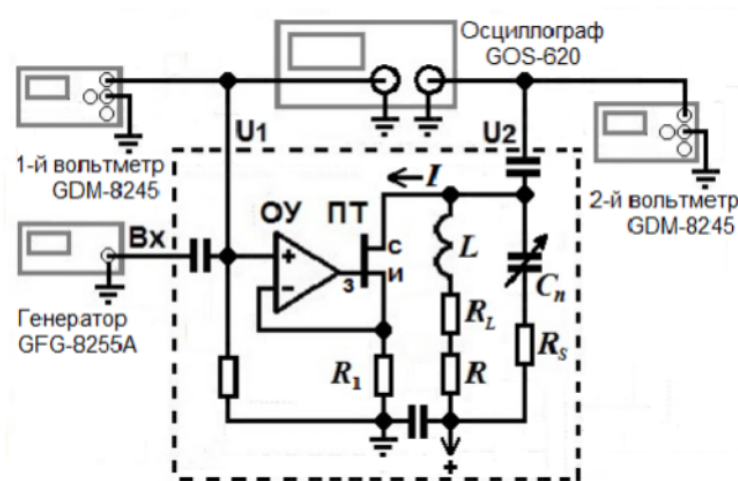 Осциллограф
GOS-620
U1
U2
1-й вольтметр
GDM-8245
2-й вольтметр
GDM-8245
I
ОУ ПТ
Вх
+
-
с
з
и
L
Cn
Генератор
GFG-8255A
RL
RS
R1
R
+